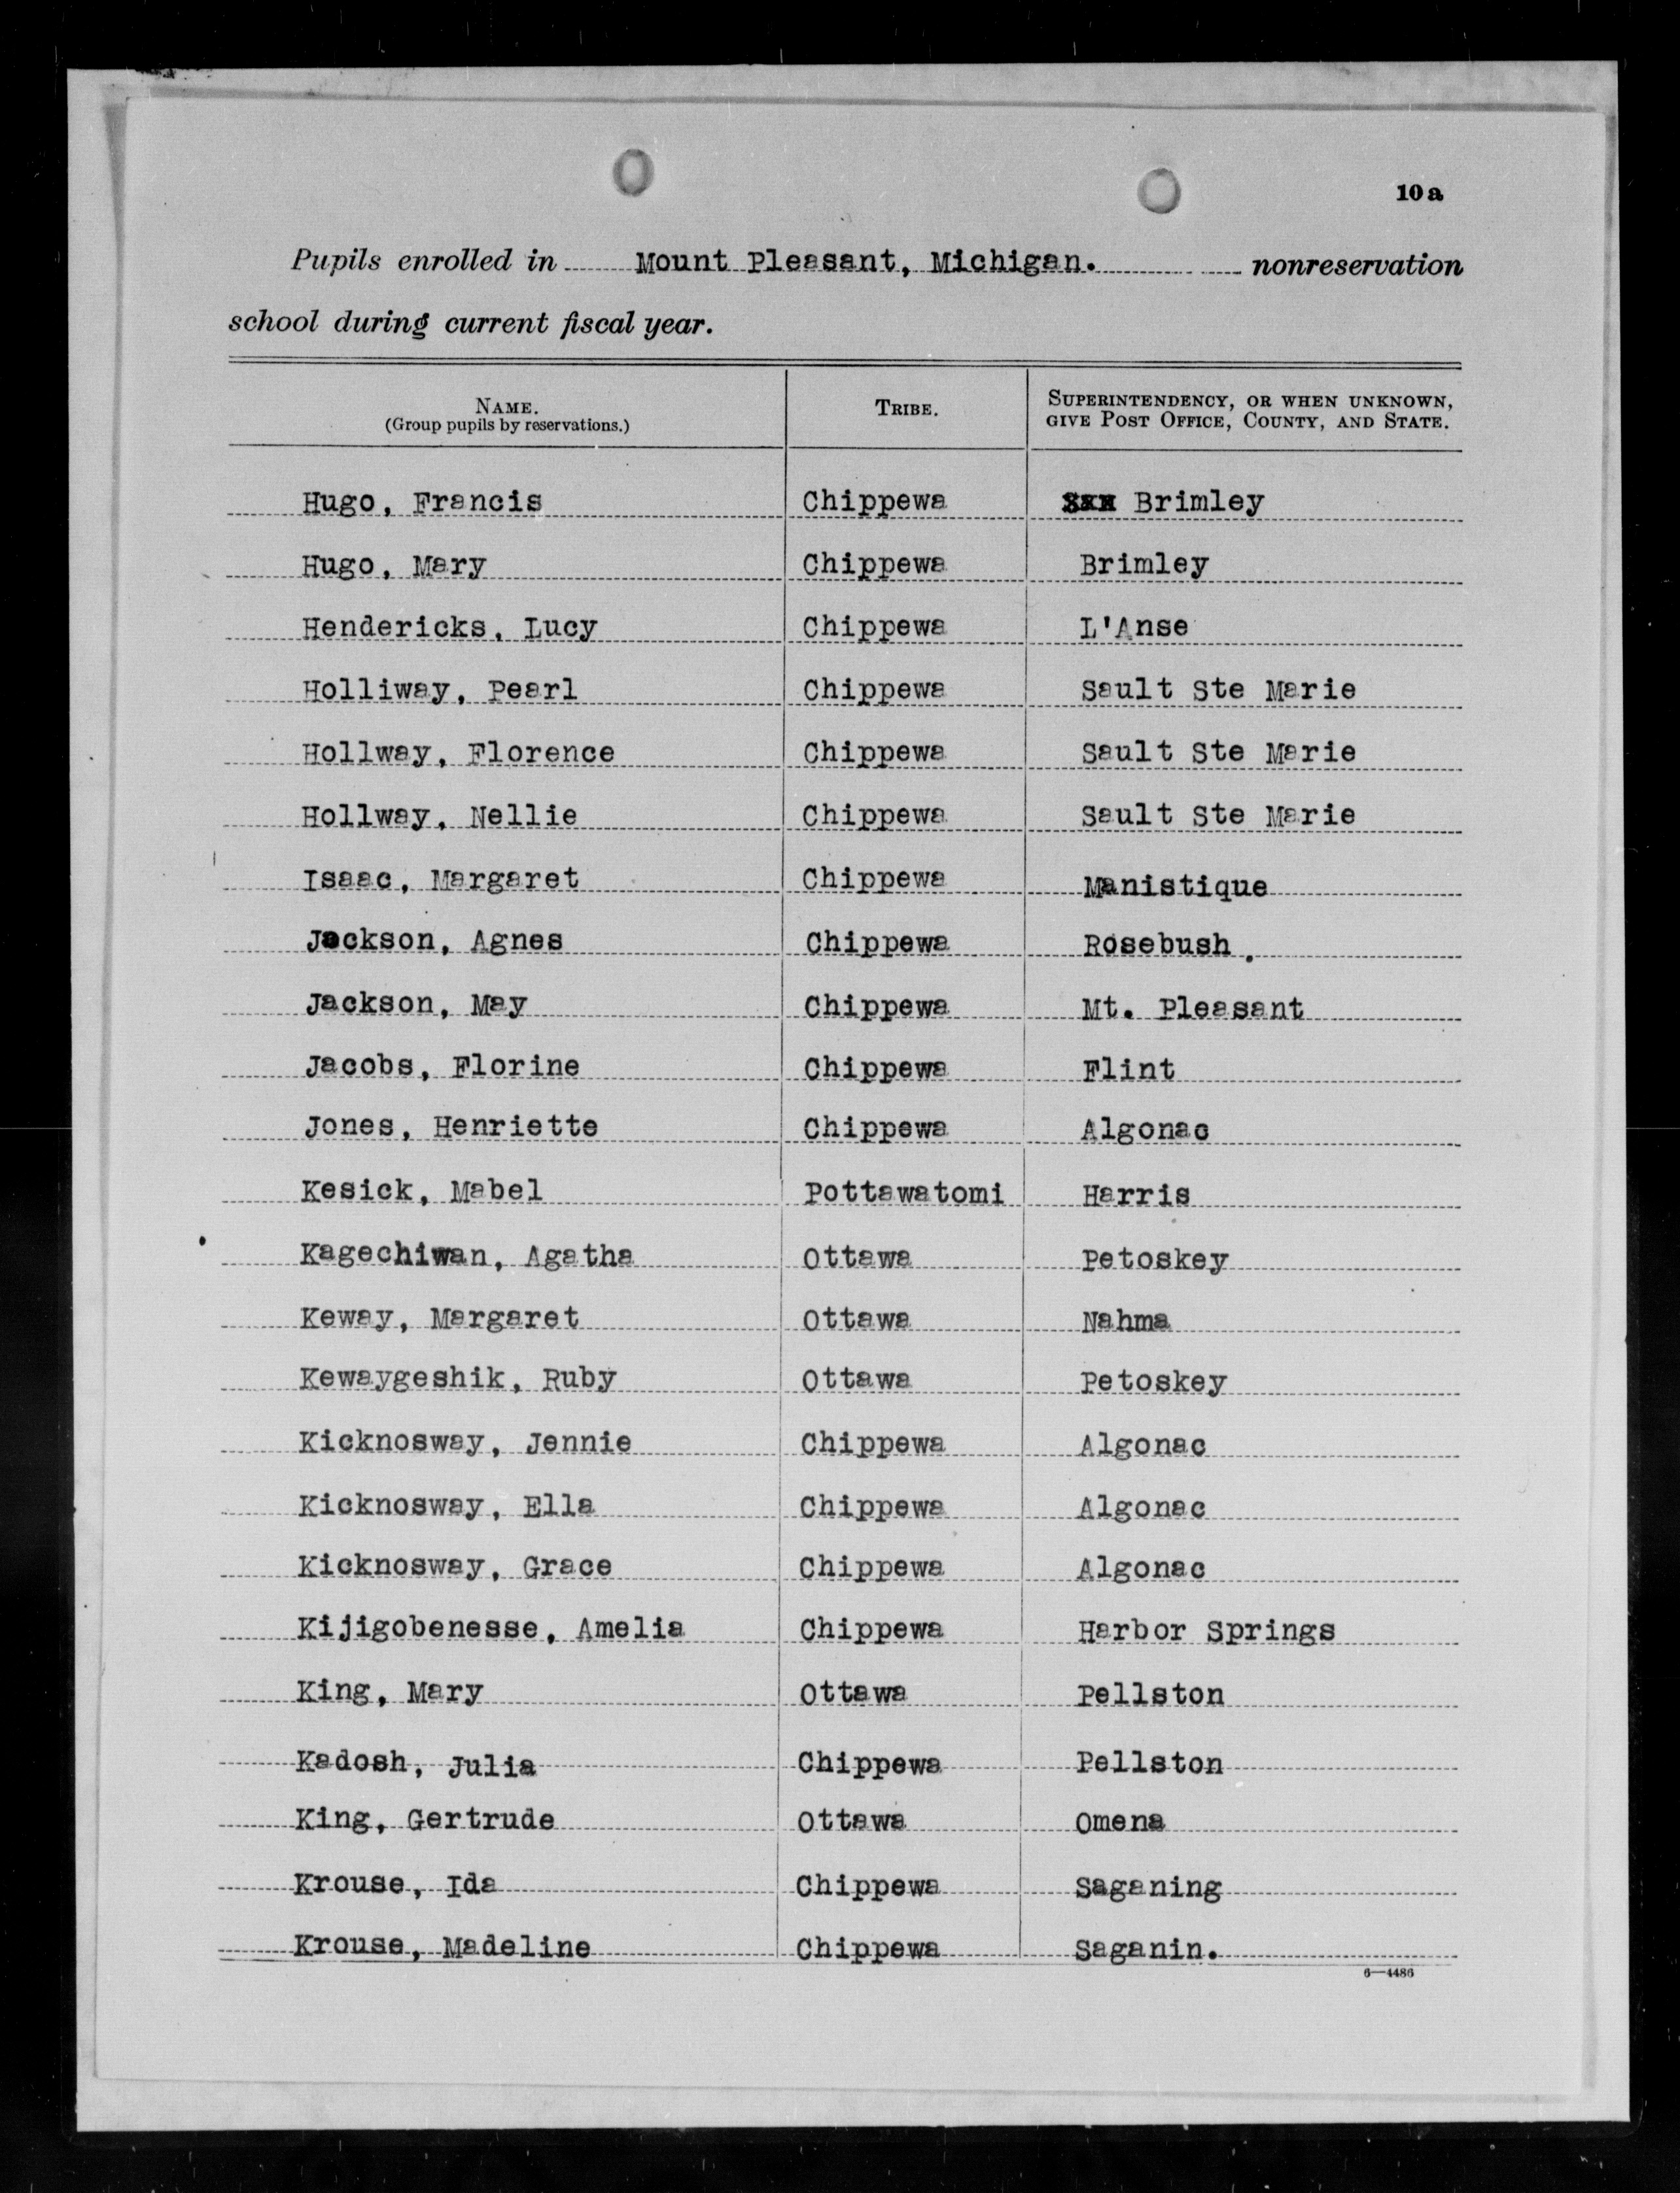 10a
Pupils enrolled in Mount Pleasant, Michigan. nonreservation
school during current fiscal year.
NAME. TRIBE. SUPERINTENDENCY, OR WHEN UNKNOWN,
(Group pupils by reservations.) GIVE POST OFFICE, COUNTY, AND STATE.
Hugo, Francis Chippewa Brimley
Hugo, Mary Chippewa Brimley
Hendericks, Lucy Chippewa L'Anse
Holliway, Pearl Chippewa Sault Ste Marie
Hollway, Florence Chippewa Sault Ste Marie
Hollway, Nellie Chippewa Sault Ste Marie
Isaac, Margaret Chippewa Manistique
Jackson, Agnes Chippewa Rosebush.
Jackson, May Chippewa Mt. Pleasant
Jacobs, Florine Chippewa Flint
Jones, Henriette Chippewa Algonac
Kesick, Mabel Pottawatomi Harris
Kagechiwan, Agatha Ottawa Petoskey
Keway, Margaret Ottawa Nahma
Kewaygeshik, Ruby Ottawa Petoskey
Kicknosway, Jennie Chippewa Algonac
Kicknosway, Ella Chippewa Algonac
Kicknosway, Grace Chippewa Algonac
Kijigobenesse, Amelia Chippewa Harbor Springs
King, Mary Ottawa Pellston
Kadosh, Julia Chippewa Pellston
King, Gertrude Ottawa Omena
Krouse, Ida Chippewa Saganing
Krouse, Madeline Chippewa Saganin.
6—4486